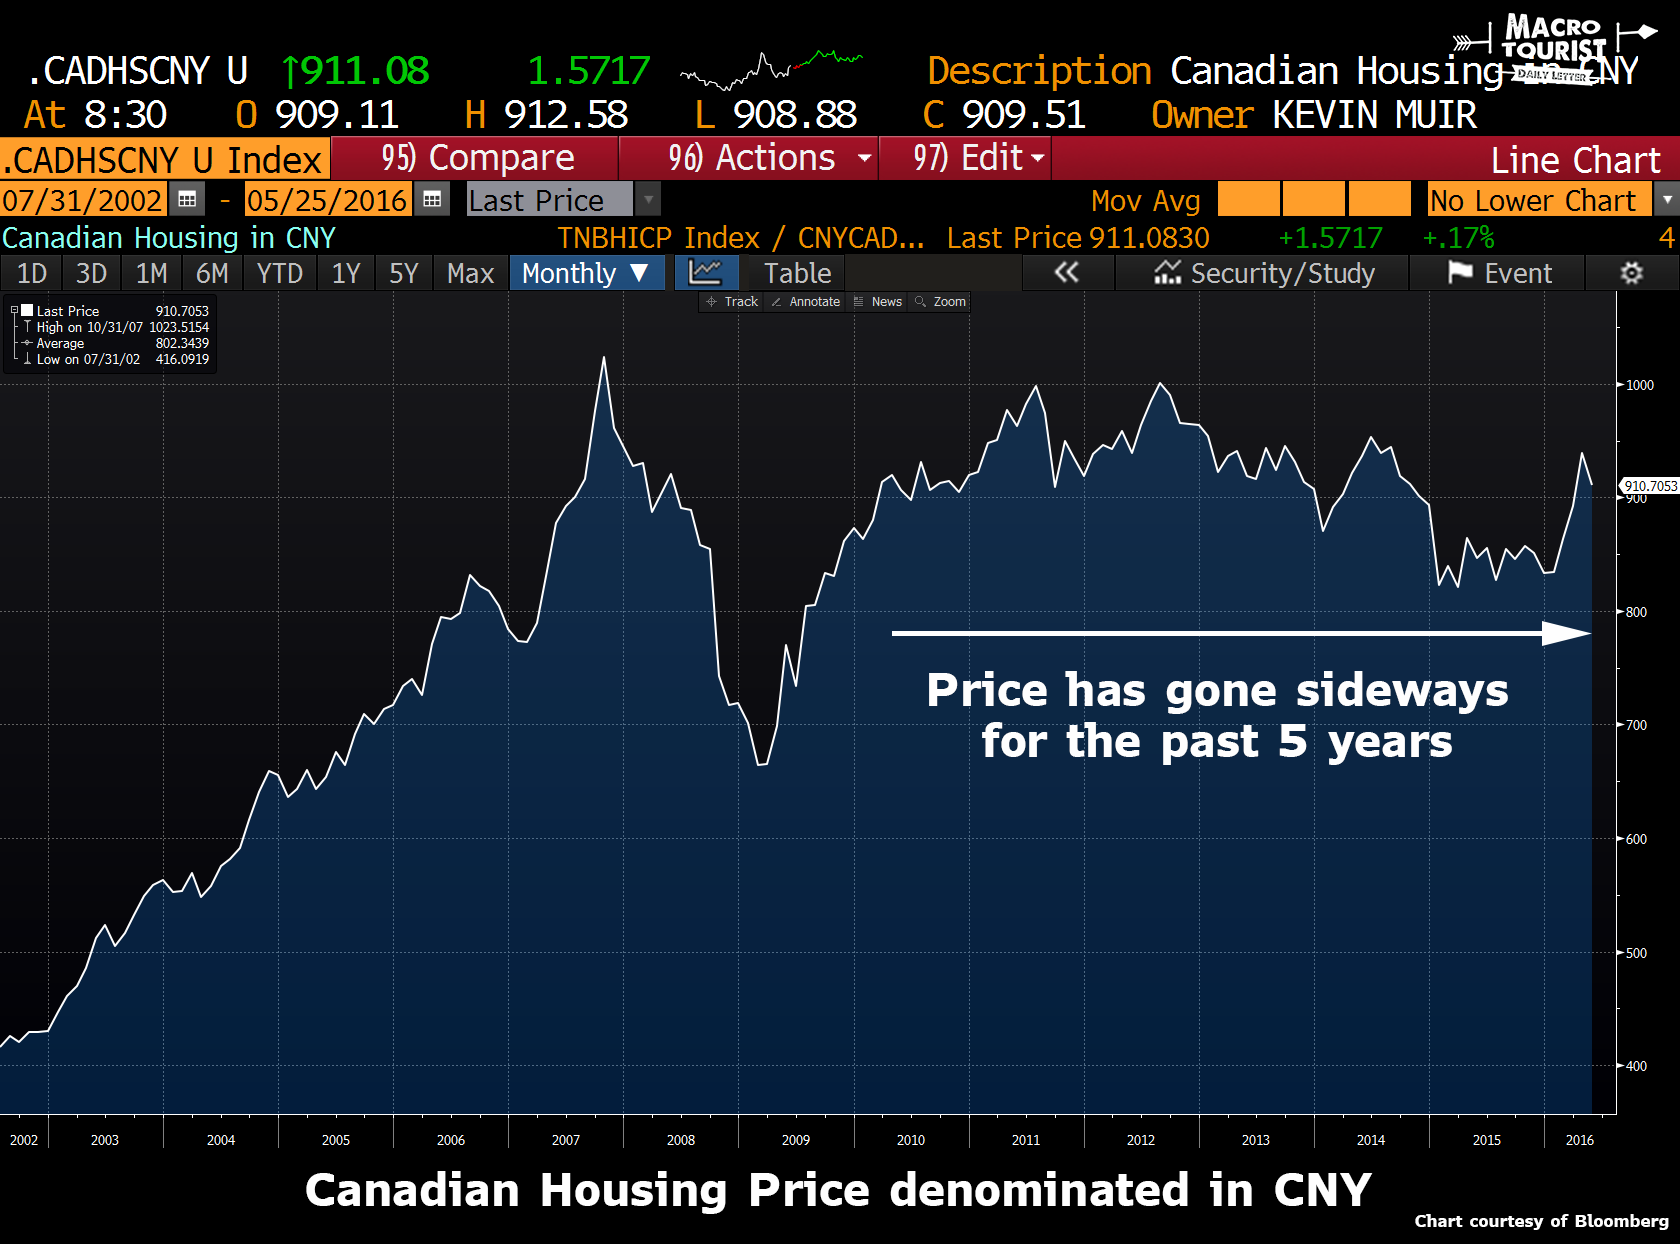 MACRO
TOURIST
DAILY LETTER
.CADHSCNY U ↑911.08 1.5717 Description Canadian Housing in CNY
At 8:30 O 909.11 H 912.58 L 908.88 C 909.51 Owner KEVIN MUIR
.CADHSCNY U Index 95) Compare 96) Actions 97) Edit Line Chart
07/31/2002 - 05/25/2016 Last Price Mov Avg No Lower Chart
Canadian Housing in CNY TNBHICP Index / CNYCAD... Last Price 911.0830 +1.5717 +.17% 4
1D 3D 1M 6M YTD 1Y 5Y Max Monthly ▼ Table « Security/Study Event
Track Annotate News Zoom
Last Price 910.7053
High on 10/31/07 1023.5154
Average 802.3439
Low on 07/31/02 416.0919
1000
910.7053
900
800
700
600
500
400
Price has gone sideways
for the past 5 years
2002 2003 2004 2005 2006 2007 2008 2009 2010 2011 2012 2013 2014 2015 2016
Canadian Housing Price denominated in CNY
Chart courtesy of Bloomberg